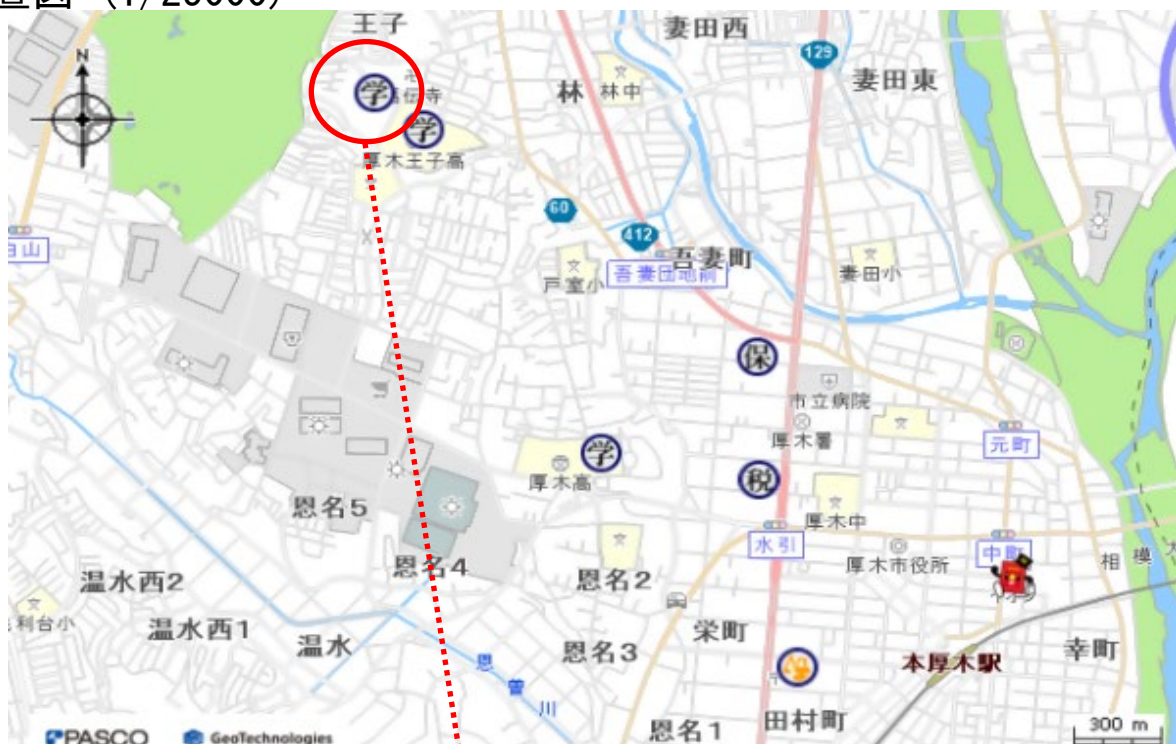 王子
妻田西
129
妻田東
N
学
林
林中
学
厚木王子高
60
412
吾妻町
吾妻団地前
戸室小
妻田小
保
市立病院
厚木署
元町
学
厚木高
税
恩名5
厚木中
水引
中町
厚木市役所
相模
恩名4
恩名2
温水西2
温水西1
温水
恩名3
栄町
本厚木駅
幸町
恩曽川
恩名1
田村町
300 m
PASCO
GeoTechnologies